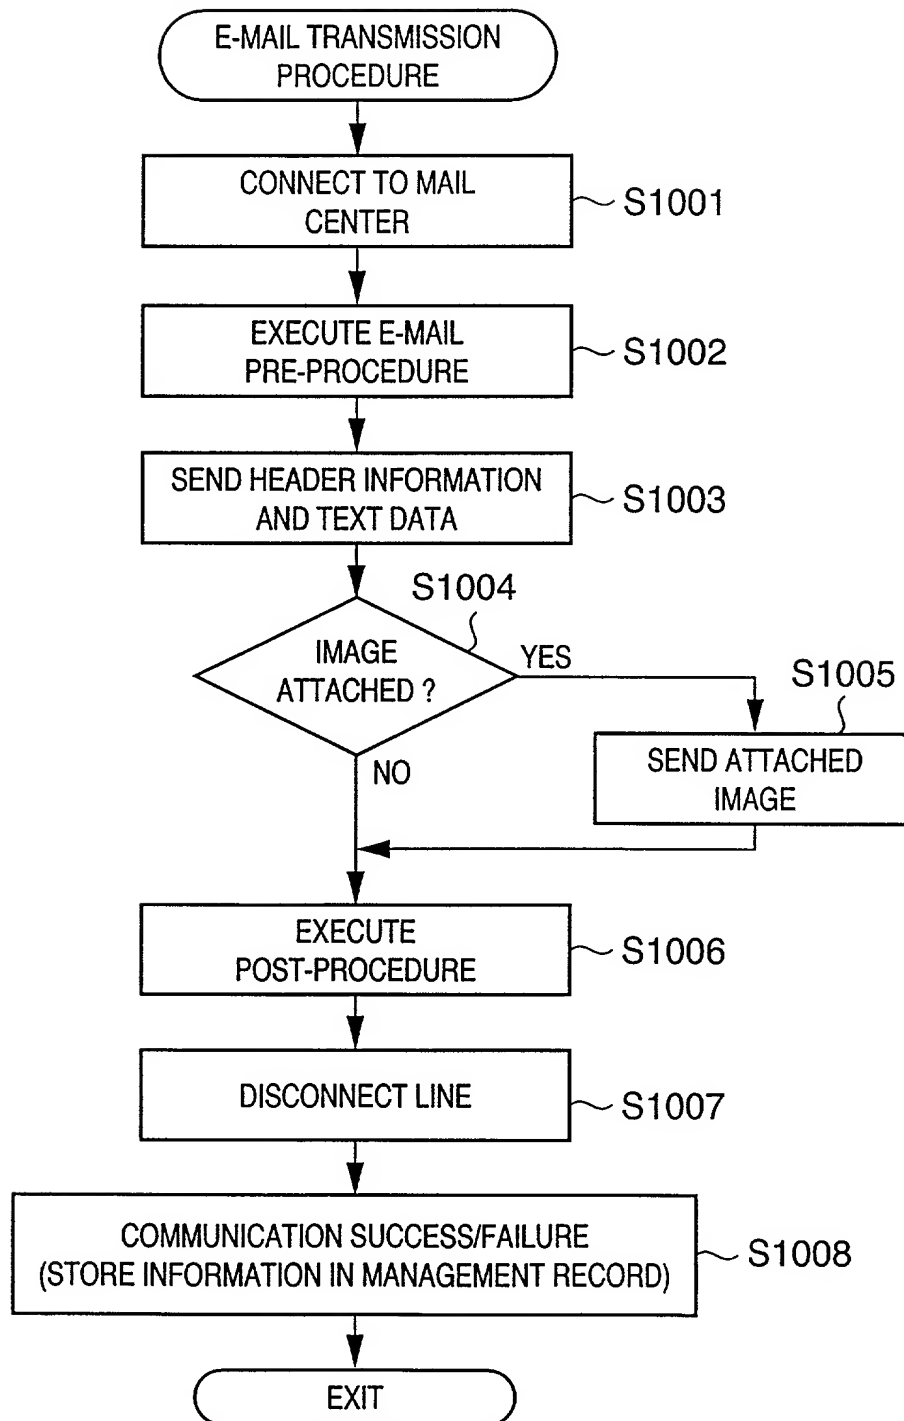 E-MAIL TRANSMISSION
PROCEDURE
CONNECT TO MAIL
CENTER
S1001
EXECUTE E-MAIL
PRE-PROCEDURE
S1002
SEND HEADER INFORMATION
AND TEXT DATA
S1003
S1004
IMAGE
ATTACHED ?
YES
NO
S1005
SEND ATTACHED
IMAGE
EXECUTE
POST-PROCEDURE
S1006
DISCONNECT LINE
S1007
COMMUNICATION SUCCESS/FAILURE
(STORE INFORMATION IN MANAGEMENT RECORD)
S1008
EXIT